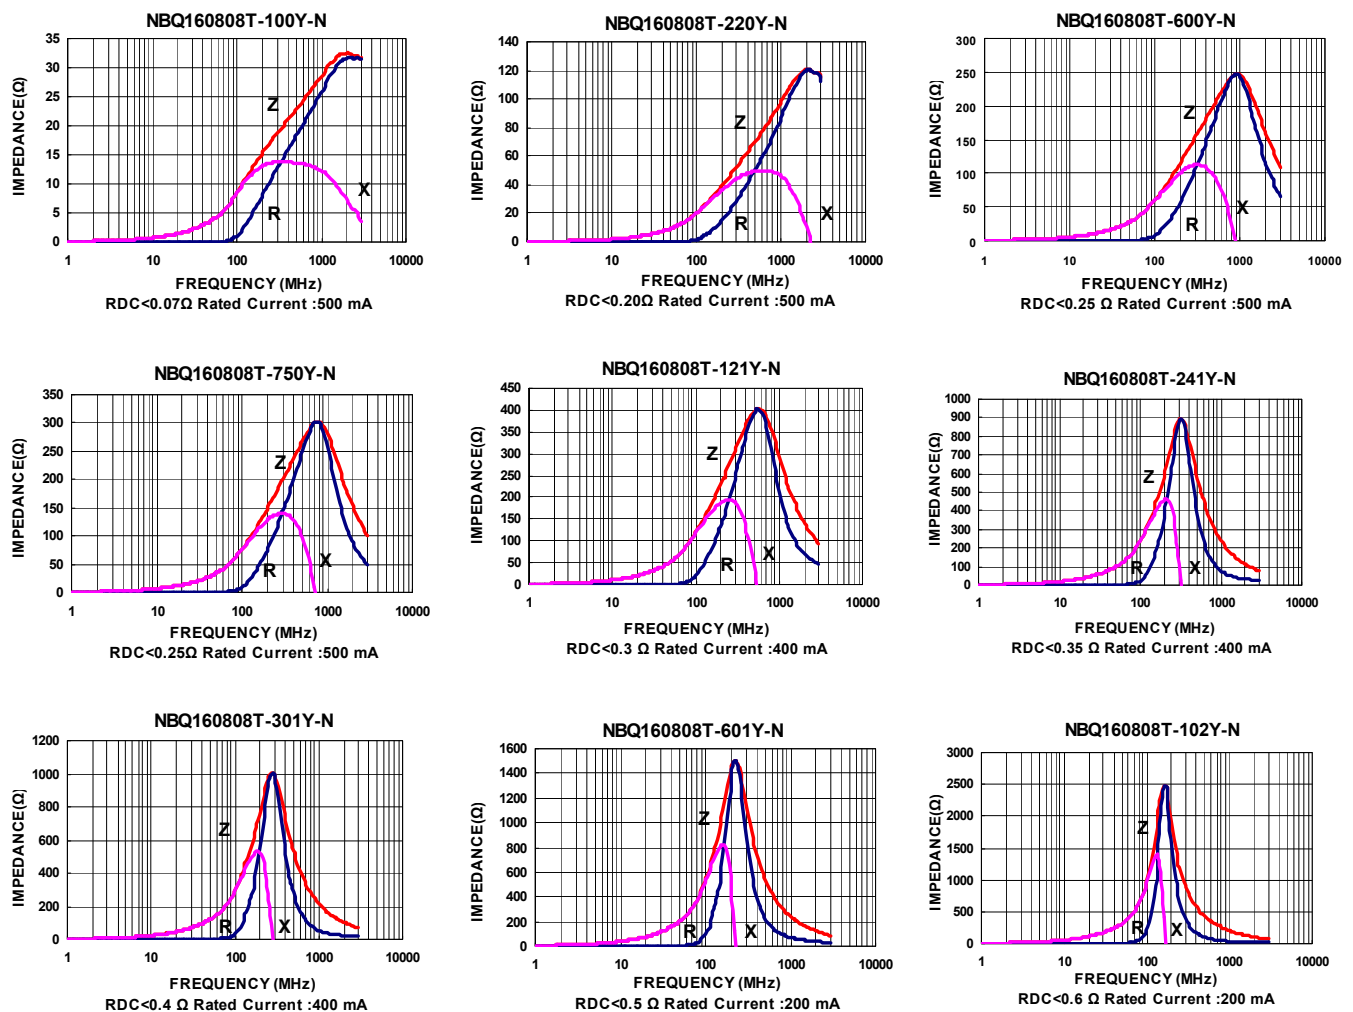 NBQ160808T-100Y-N
IMPEDANCE(Ω)
35
30
25
20
15
10
5
0
Z
R
X
1 10 100 1000 10000
FREQUENCY (MHz)
RDC<0.07Ω Rated Current :500 mA
NBQ160808T-220Y-N
IMPEDANCE(Ω)
140
120
100
80
60
40
20
0
Z
R
X
1 10 100 1000 10000
FREQUENCY (MHz)
RDC<0.20Ω Rated Current :500 mA
NBQ160808T-600Y-N
IMPEDANCE(Ω)
300
250
200
150
100
50
0
Z
R
X
1 10 100 1000 10000
FREQUENCY (MHz)
RDC<0.25 Ω Rated Current :500 mA
NBQ160808T-750Y-N
IMPEDANCE(Ω)
350
300
250
200
150
100
50
0
Z
R
X
1 10 100 1000 10000
FREQUENCY (MHz)
RDC<0.25Ω Rated Current :500 mA
NBQ160808T-121Y-N
IMPEDANCE(Ω)
450
400
350
300
250
200
150
100
50
0
Z
R
X
1 10 100 1000 10000
FREQUENCY (MHz)
RDC<0.3 Ω Rated Current :400 mA
NBQ160808T-241Y-N
IMPEDANCE(Ω)
1000
900
800
700
600
500
400
300
200
100
0
Z
R
X
1 10 100 1000 10000
FREQUENCY (MHz)
RDC<0.35 Ω Rated Current :400 mA
NBQ160808T-301Y-N
IMPEDANCE(Ω)
1200
1000
800
600
400
200
0
Z
R
X
1 10 100 1000 10000
FREQUENCY (MHz)
RDC<0.4 Ω Rated Current :400 mA
NBQ160808T-601Y-N
IMPEDANCE(Ω)
1600
1400
1200
1000
800
600
400
200
0
Z
R
X
1 10 100 1000 10000
FREQUENCY (MHz)
RDC<0.5 Ω Rated Current :200 mA
NBQ160808T-102Y-N
IMPEDANCE(Ω)
3000
2500
2000
1500
1000
500
0
Z
R
X
1 10 100 1000 10000
FREQUENCY (MHz)
RDC<0.6 Ω Rated Current :200 mA